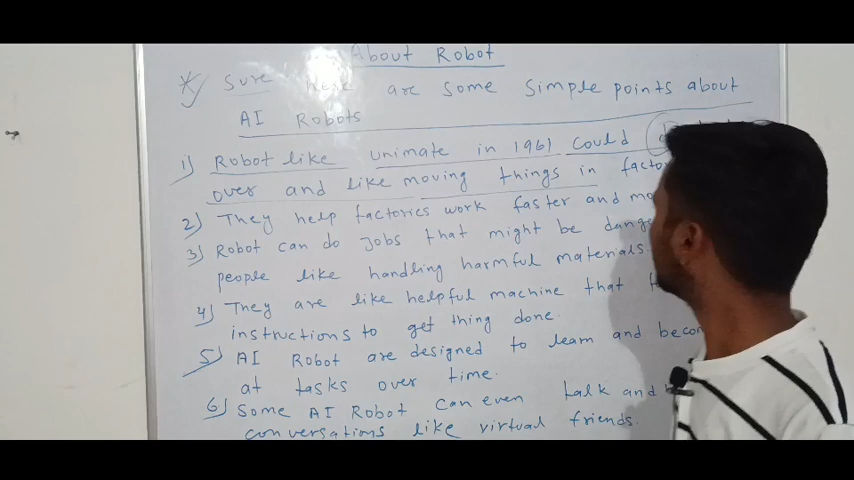 About Robot
Sure here are some simple points about
AI Robots
1) Robot like unimate in 1961 could
over and like moving things in
2) They help factories work faster and
3) Robot can do jobs that might be
people like handling harmful materials.
4) They are like helpful machine that
instructions to get thing done.
5) AI Robot are designed to learn and
at tasks over time.
6) Some AI Robot can even talk and
conversations like virtual friends.